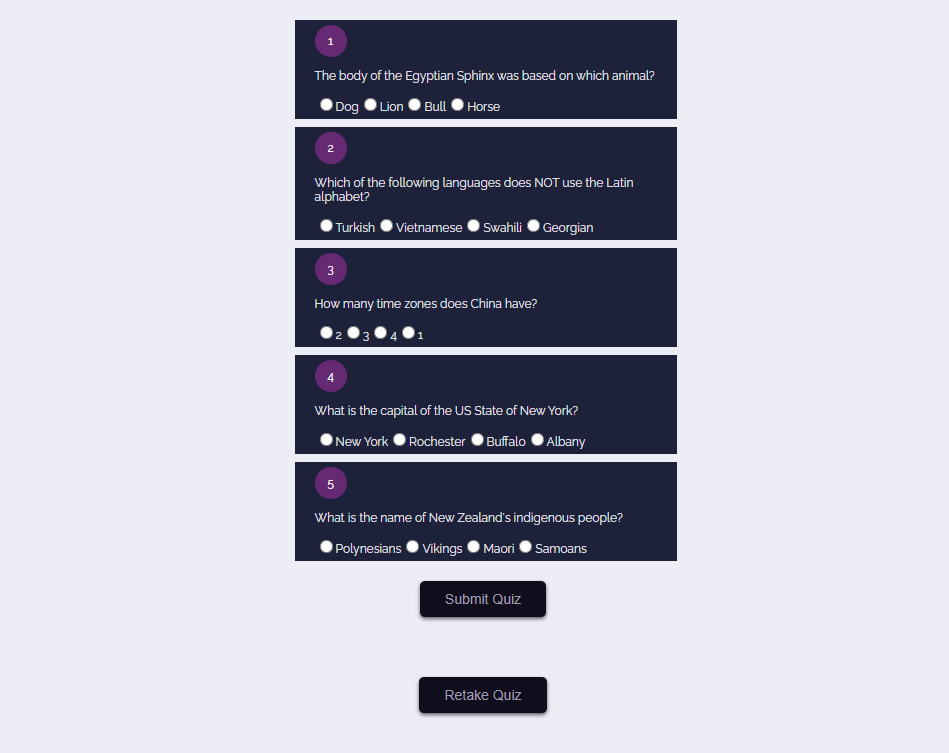 1
The body of the Egyptian Sphinx was based on which animal?
Dog Lion Bull Horse
2
Which of the following languages does NOT use the Latin
alphabet?
Turkish Vietnamese Swahili Georgian
3
How many time zones does China have?
2 3 4 1
4
What is the capital of the US State of New York?
New York Rochester Buffalo Albany
5
What is the name of New Zealand's indigenous people?
Polynesians Vikings Maori Samoans
Submit Quiz
Retake Quiz